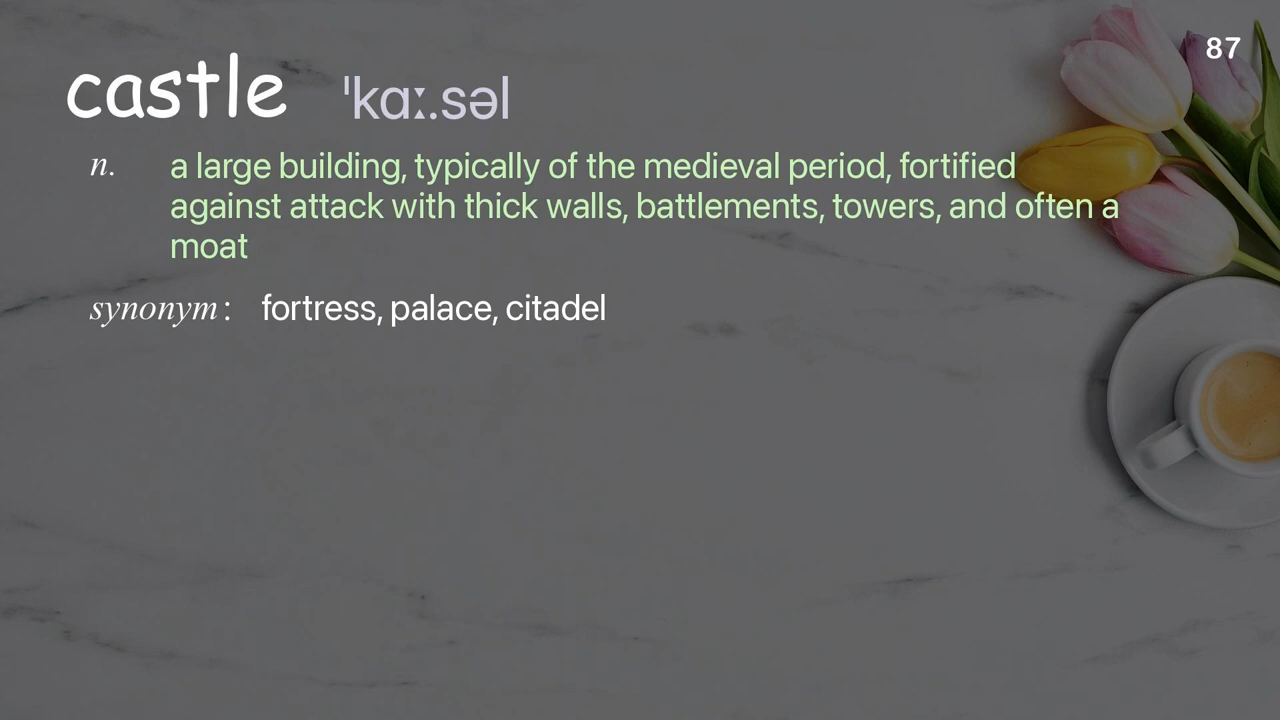 87
castle ˈkɑː.səl
n. a large building, typically of the medieval period, fortified
against attack with thick walls, battlements, towers, and often a
moat
synonym: fortress, palace, citadel